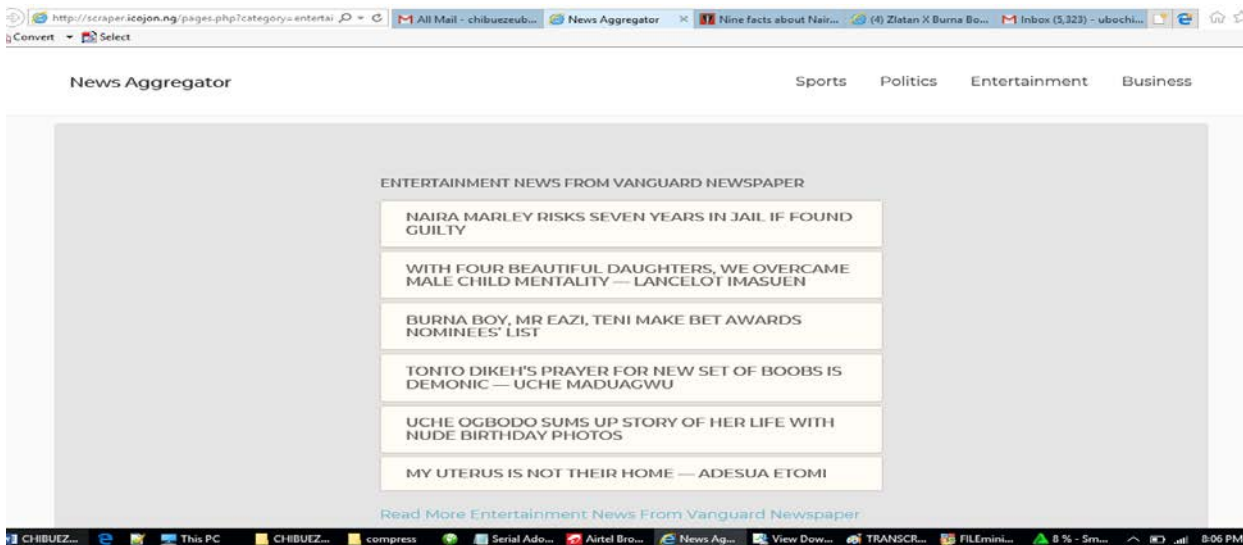 http://scraper.icejon.ng/pages.php?category=entertai
All Mail - chibuezeub...
News Aggregator
Nine facts about Nair...
(4) Zlatan X Burna Bo...
Inbox (5,323) - ubochi...
Convert Select
News Aggregator
Sports Politics Entertainment Business
ENTERTAINMENT NEWS FROM VANGUARD NEWSPAPER
NAIRA MARLEY RISKS SEVEN YEARS IN JAIL IF FOUND
GUILTY
WITH FOUR BEAUTIFUL DAUGHTERS, WE OVERCAME
MALE CHILD MENTALITY — LANCELOT IMASUEN
BURNA BOY, MR EAZI, TENI MAKE BET AWARDS
NOMINEES' LIST
TONTO DIKEH'S PRAYER FOR NEW SET OF BOOBS IS
DEMONIC — UCHE MADUAGWU
UCHE OGBODO SUMS UP STORY OF HER LIFE WITH
NUDE BIRTHDAY PHOTOS
MY UTERUS IS NOT THEIR HOME — ADESUA ETOMI
Read More Entertainment News From Vanguard Newspaper
CHIBUEZ... This PC CHIBUEZ... compress Serial Ado... Airtel Bro... News Ag... View Dow... TRANSCR... FILEmini... 8 % - Sm... 8:06 PM